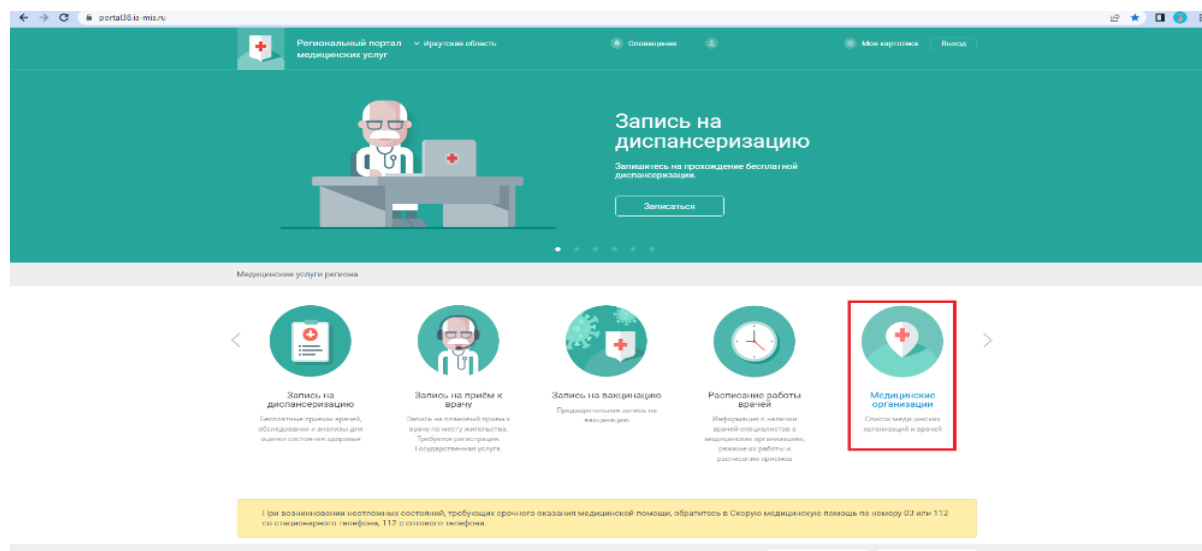 portal38.is-mis.ru
Региональный портал
медицинских услуг
Иркутская область
Оповещения
Моя картотека
Выход
Запись на
диспансеризацию
Запишитесь на прохождение бесплатной
диспансеризации.
Записаться
Медицинские услуги региона
Запись на
диспансеризацию
Бесплатные приемы врачей,
обследования и анализы для
оценки состояния здоровья
Запись на приём к
врачу
Запись на плановый прием к
врачу по месту жительства.
Требуется регистрация.
Государственная услуга.
Запись на вакцинацию
Предварительная запись на
вакцинацию
Расписание работы
врачей
Информация о наличие
врачей-специалистов в
медицинских организациях,
режиме их работы и
расписании приемов
Медицинские
организации
Список медицинских
организаций и врачей
При возникновении неотложных состояний, требующих срочного оказания медицинской помощи, обратитесь в Скорую медицинскую помощь по номеру 03 или 112
со стационарного телефона, 112 с сотового телефона.